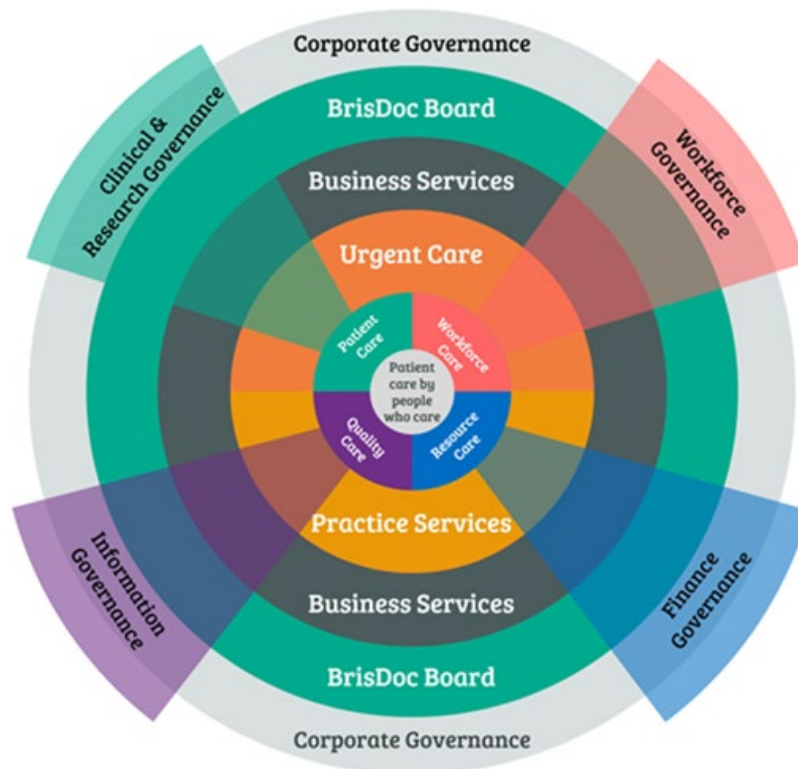 Corporate Governance
BrisDoc Board
Business Services
Urgent Care
Clinical &
Research Governance
Workforce
Governance
Patient
Care
Workforce
Care
Patient
care by
people
who care
Quality
Care
Resource
Care
Practice Services
Information
Governance
Finance
Governance
Business Services
BrisDoc Board
Corporate Governance